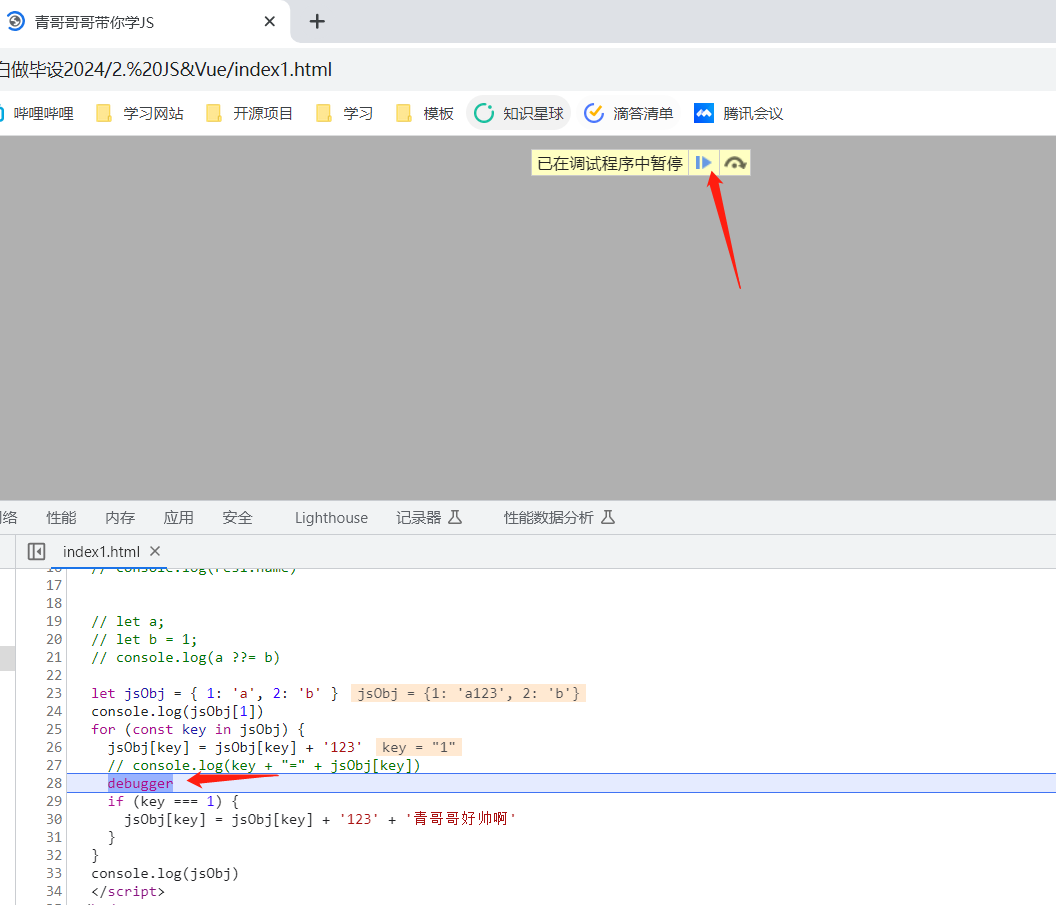 青哥哥哥带你学JS
白做毕设2024/2.%20JS&Vue/index1.html
哔哩哔哩 学习网站 开源项目 学习 模板 知识星球 滴答清单 腾讯会议
已在调试程序中暂停
网络 性能 内存 应用 安全 Lighthouse 记录器 性能数据分析
index1.html
16 // console.log(res1.name)
17
18
19 // let a;
20 // let b = 1;
21 // console.log(a ??= b)
22
23 let jsObj = { 1: 'a', 2: 'b' } jsObj = {1: 'a123', 2: 'b'}
24 console.log(jsObj[1])
25 for (const key in jsObj) {
26 jsObj[key] = jsObj[key] + '123' key = "1"
27 // console.log(key + "=" + jsObj[key])
28 debugger
29 if (key === 1) {
30 jsObj[key] = jsObj[key] + '123' + '青哥哥好帅啊'
31 }
32 }
33 console.log(jsObj)
34 </script>